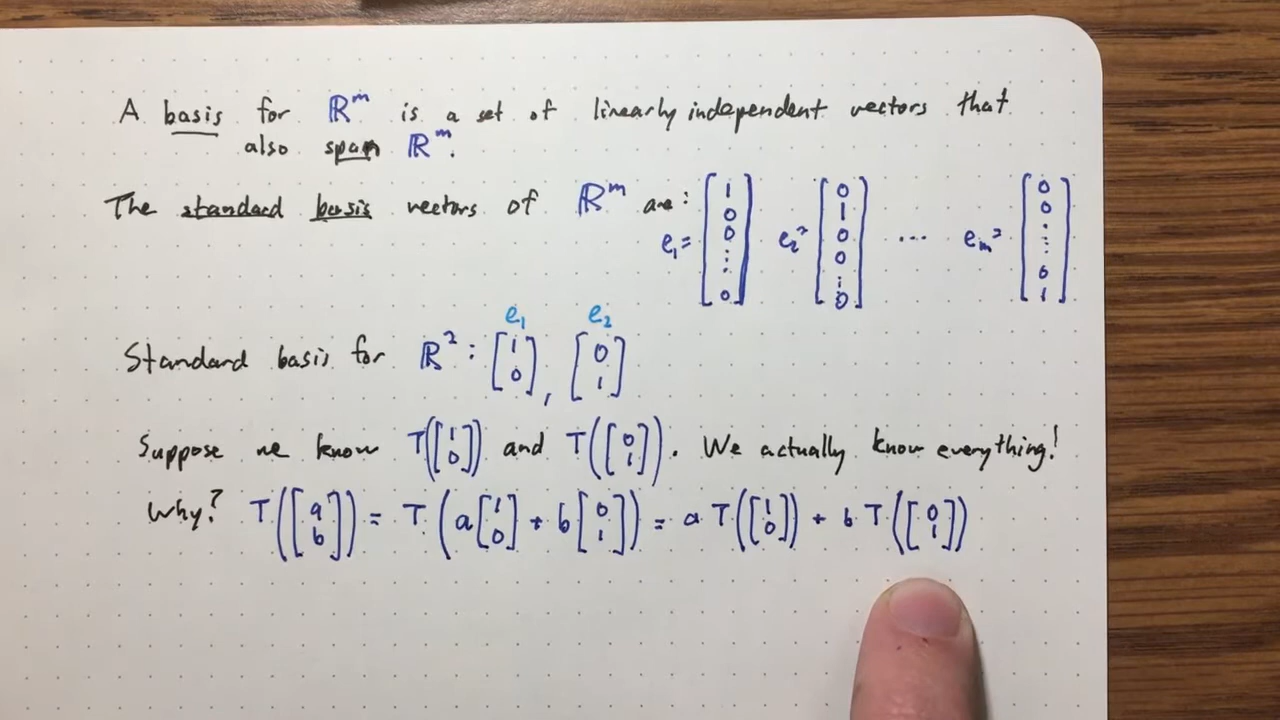 A basis for ℝᵐ is a set of linearly independent vectors that
also span ℝᵐ.
The standard basis vectors of ℝᵐ are: e₁= [1 0 0 ⋮ 0] e₂= [0 1 0 0 ⋮ 0] ... eₘ= [0 0 ⋮ 0 1]
e₁ e₂
Standard basis for ℝ²: [1 0], [0 1]
Suppose we know T([1 0]) and T([0 1]). We actually know everything!
Why? T([a b]) = T(a[1 0] + b[0 1]) = a T([1 0]) + b T([0 1])